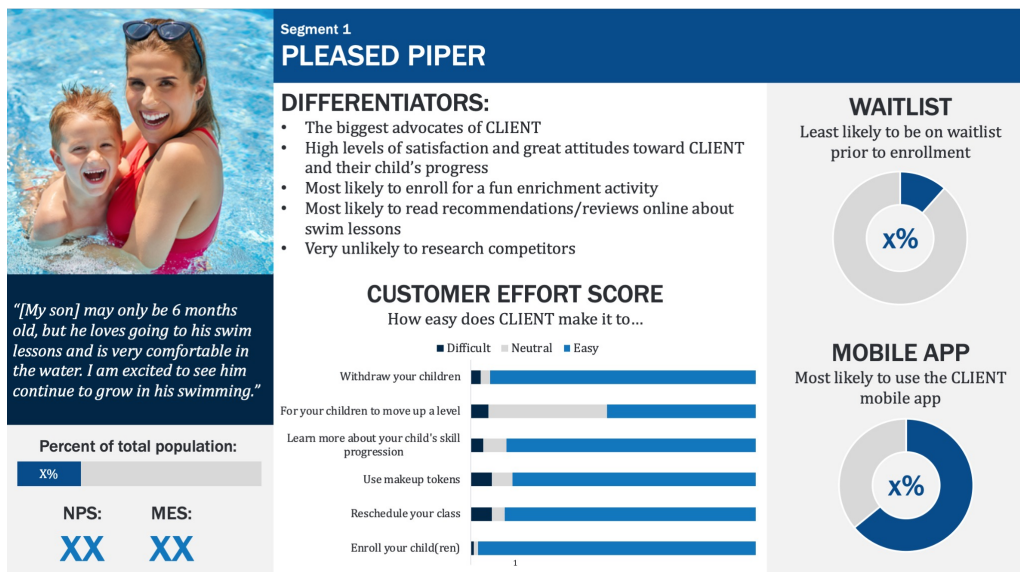 Segment 1
PLEASED PIPER
DIFFERENTIATORS:
• The biggest advocates of CLIENT
• High levels of satisfaction and great attitudes toward CLIENT
and their child's progress
• Most likely to enroll for a fun enrichment activity
• Most likely to read recommendations/reviews online about
swim lessons
• Very unlikely to research competitors
"[My son] may only be 6 months
old, but he loves going to his swim
lessons and is very comfortable in
the water. I am excited to see him
continue to grow in his swimming."
Percent of total population:
X%
NPS:
MES:
XX
XX
CUSTOMER EFFORT SCORE
How easy does CLIENT make it to…
Difficult Neutral Easy
Withdraw your children
For your children to move up a level
Learn more about your child's skill
progression
Use makeup tokens
Reschedule your class
Enroll your child(ren)
1
WAITLIST
Least likely to be on waitlist
prior to enrollment
x%
MOBILE APP
Most likely to use the CLIENT
mobile app
x%